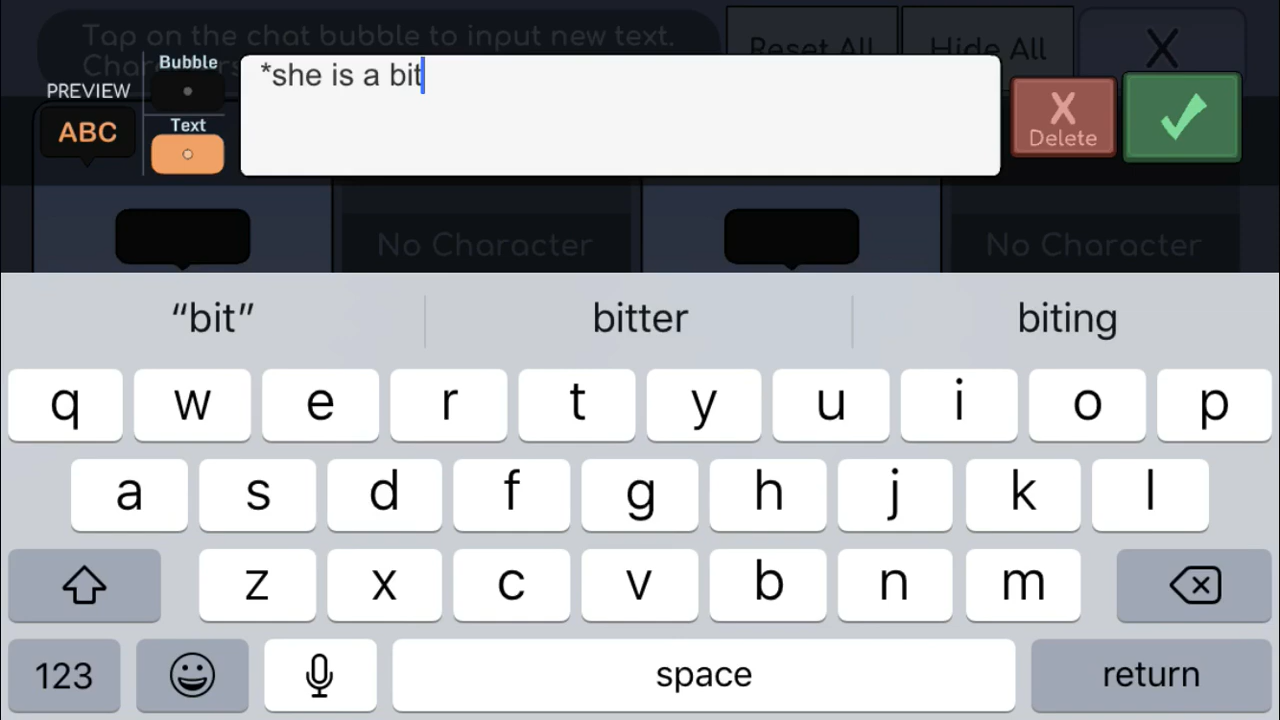 Tap on the chat bubble to input new text.
Reset All
Hide All
X
Bubble
PREVIEW
ABC
Text
*she is a bit
X
Delete
No Character
No Character
“bit”
bitter
biting
q w e r t y u i o p
a s d f g h j k l
z x c v b n m
123
space
return